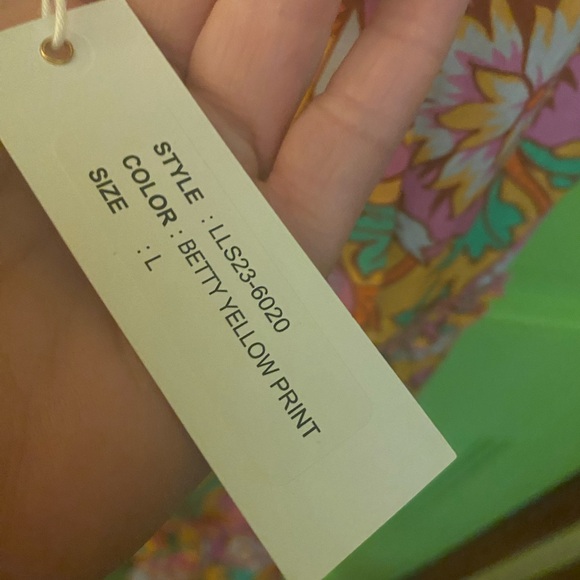 STYLE : LLS23-6020
COLOR : BETTY YELLOW PRINT
SIZE : L